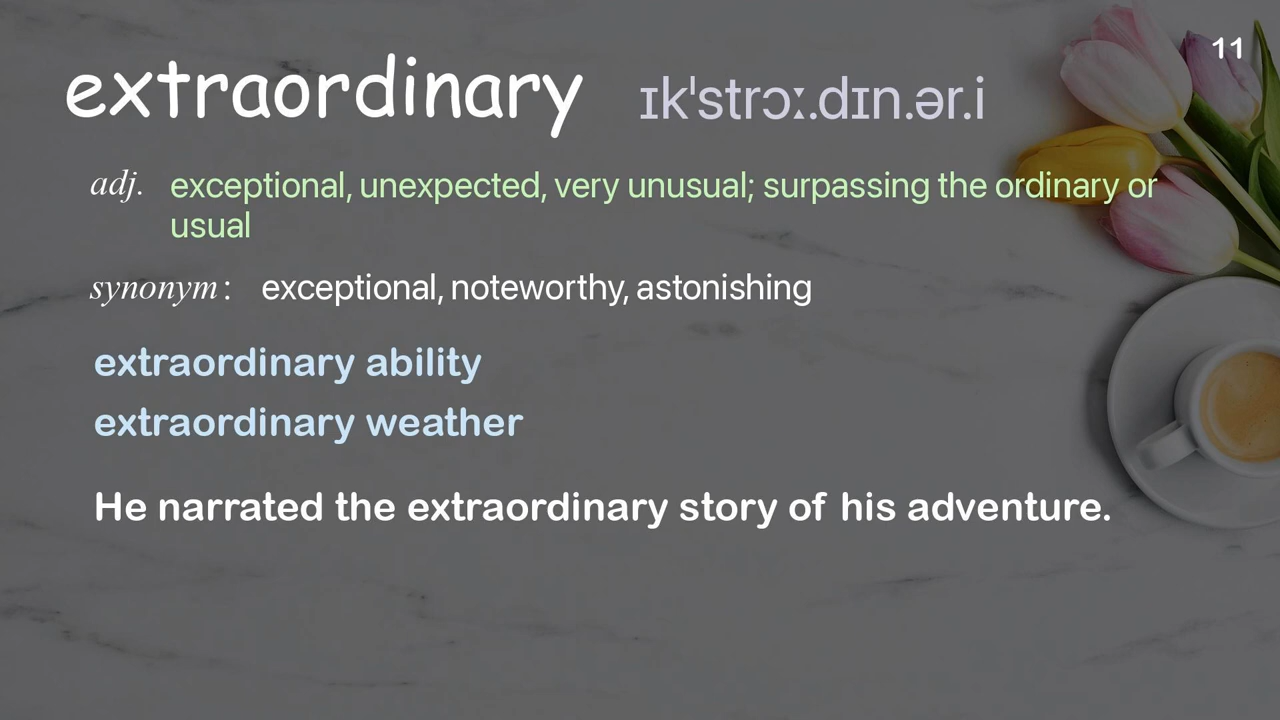 11
extraordinary ɪkˈstrɔː.dɪn.ər.i
adj. exceptional, unexpected, very unusual; surpassing the ordinary or
usual
synonym: exceptional, noteworthy, astonishing
extraordinary ability
extraordinary weather
He narrated the extraordinary story of his adventure.